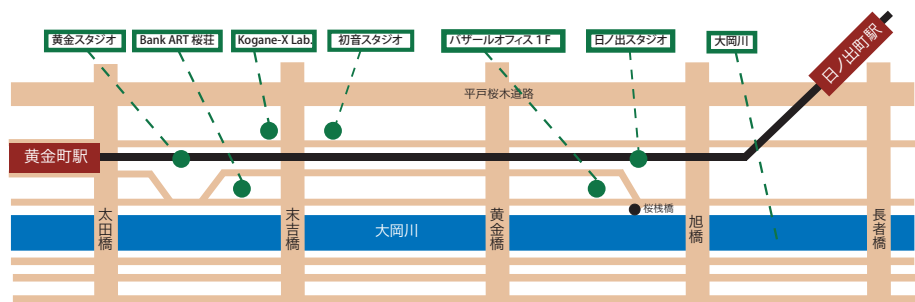 黄金スタジオ
Bank ART 桜荘
Kogane-X Lab.
初音スタジオ
バザールオフィス1F
日ノ出スタジオ
大岡川
日ノ出町駅
平戸桜木道路
黄金町駅
桜桟橋
太田橋
末吉橋
大岡川
黄金橋
旭橋
長者橋